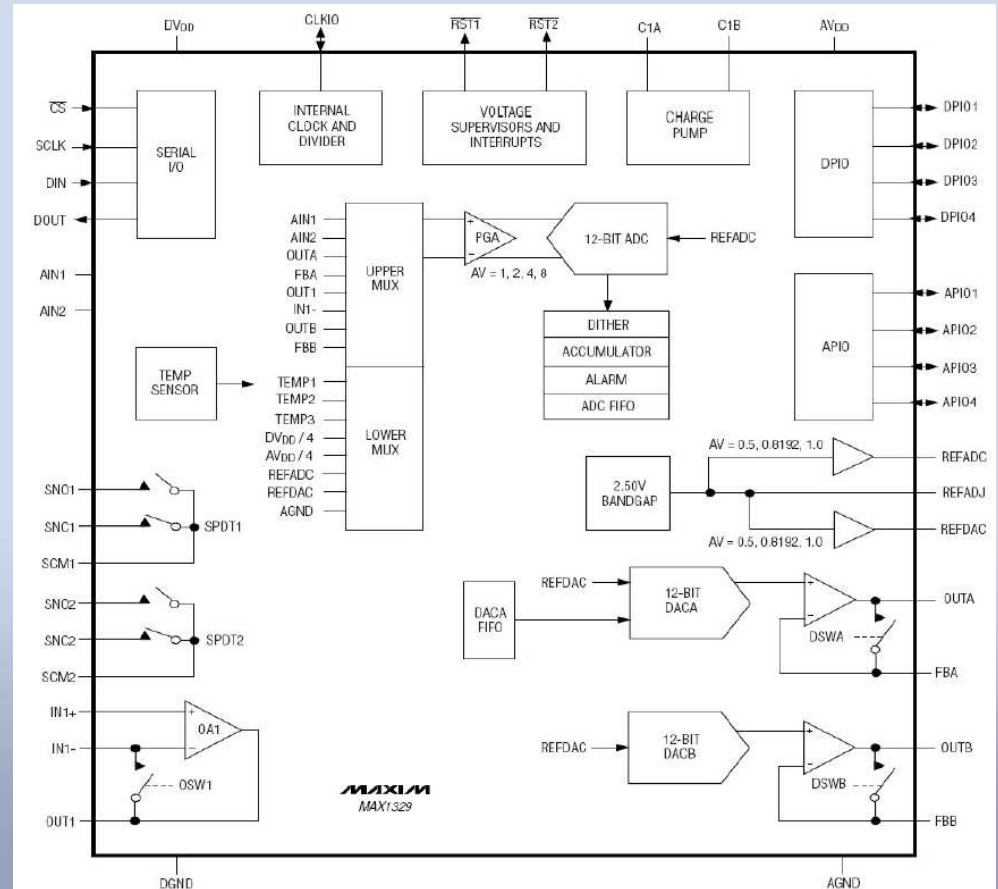 DVDD
CLKIO
RST1
RST2
C1A
C1B
AVDD
CS
SCLK
DIN
DOUT
AIN1
AIN2
SERIAL
I/O
INTERNAL
CLOCK AND
DIVIDER
VOLTAGE
SUPERVISORS AND
INTERRUPTS
CHARGE
PUMP
DPIO
DPIO1
DPIO2
DPIO3
DPIO4
AIN1
AIN2
OUTA
FBA
OUT1
IN1-
OUTB
FBB
UPPER
MUX
+
PGA
−
AV = 1, 2, 4, 8
12-BIT ADC
REFADC
DITHER
ACCUMULATOR
ALARM
ADC FIFO
APIO
APIO1
APIO2
APIO3
APIO4
TEMP
SENSOR
TEMP1
TEMP2
TEMP3
DVDD / 4
AVDD / 4
REFADC
REFDAC
AGND
LOWER
MUX
2.50V
BANDGAP
AV = 0.5, 0.8192, 1.0
REFADC
REFADJ
REFDAC
AV = 0.5, 0.8192, 1.0
SNO1
SNC1
SPDT1
SCM1
SNO2
SNC2
SPDT2
SCM2
DACA
FIFO
REFDAC
12-BIT
DACA
+
−
DSWA
OUTA
FBA
IN1+
IN1-
+
OA1
−
OSW1
OUT1
REFDAC
12-BIT
DACB
+
−
DSWB
OUTB
FBB
MAXIM
MAX1329
DGND
AGND